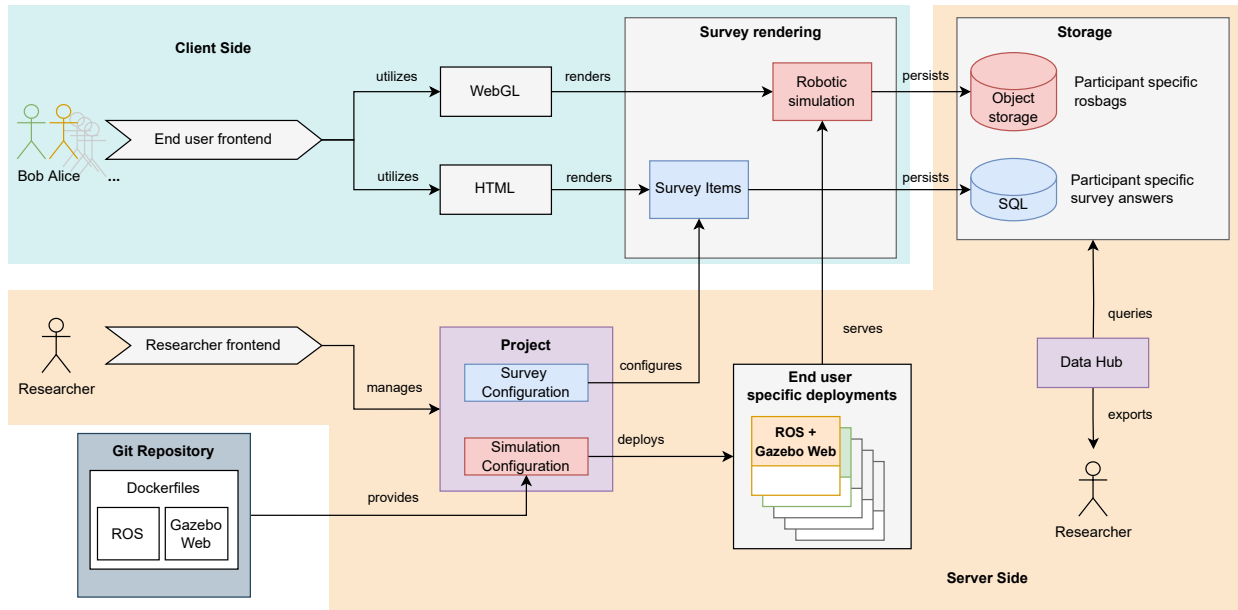 Client Side
Survey rendering
Storage
utilizes
WebGL
renders
Robotic
simulation
persists
Object
storage
Participant specific
rosbags
End user frontend
Bob Alice
...
utilizes
HTML
renders
Survey Items
persists
SQL
Participant specific
survey answers
Researcher frontend
Researcher
manages
Project
Survey
Configuration
configures
serves
queries
Data Hub
exports
Researcher
Simulation
Configuration
deploys
End user
specific deployments
ROS +
Gazebo Web
Git Repository
Dockerfiles
ROS
Gazebo
Web
provides
Server Side